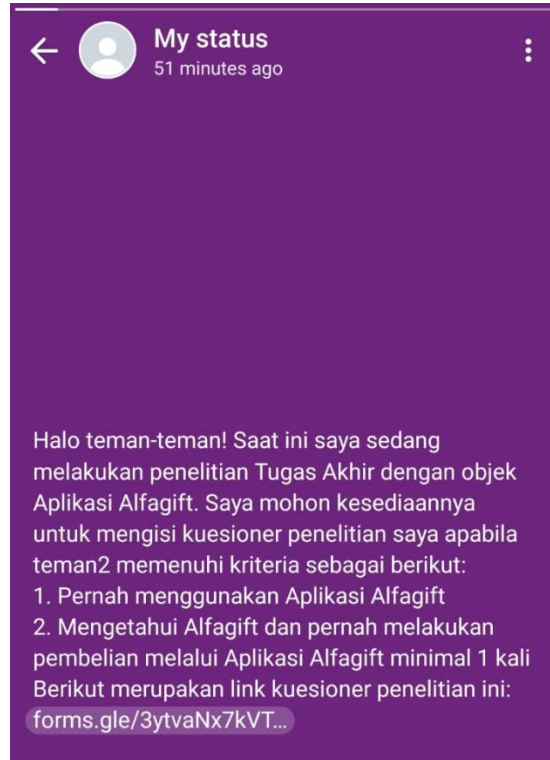 My status
51 minutes ago
Halo teman-teman! Saat ini saya sedang
melakukan penelitian Tugas Akhir dengan objek
Aplikasi Alfagift. Saya mohon kesediaannya
untuk mengisi kuesioner penelitian saya apabila
teman2 memenuhi kriteria sebagai berikut:
1. Pernah menggunakan Aplikasi Alfagift
2. Mengetahui Alfagift dan pernah melakukan
pembelian melalui Aplikasi Alfagift minimal 1 kali
Berikut merupakan link kuesioner penelitian ini:
forms.gle/3ytvaNx7kVT...